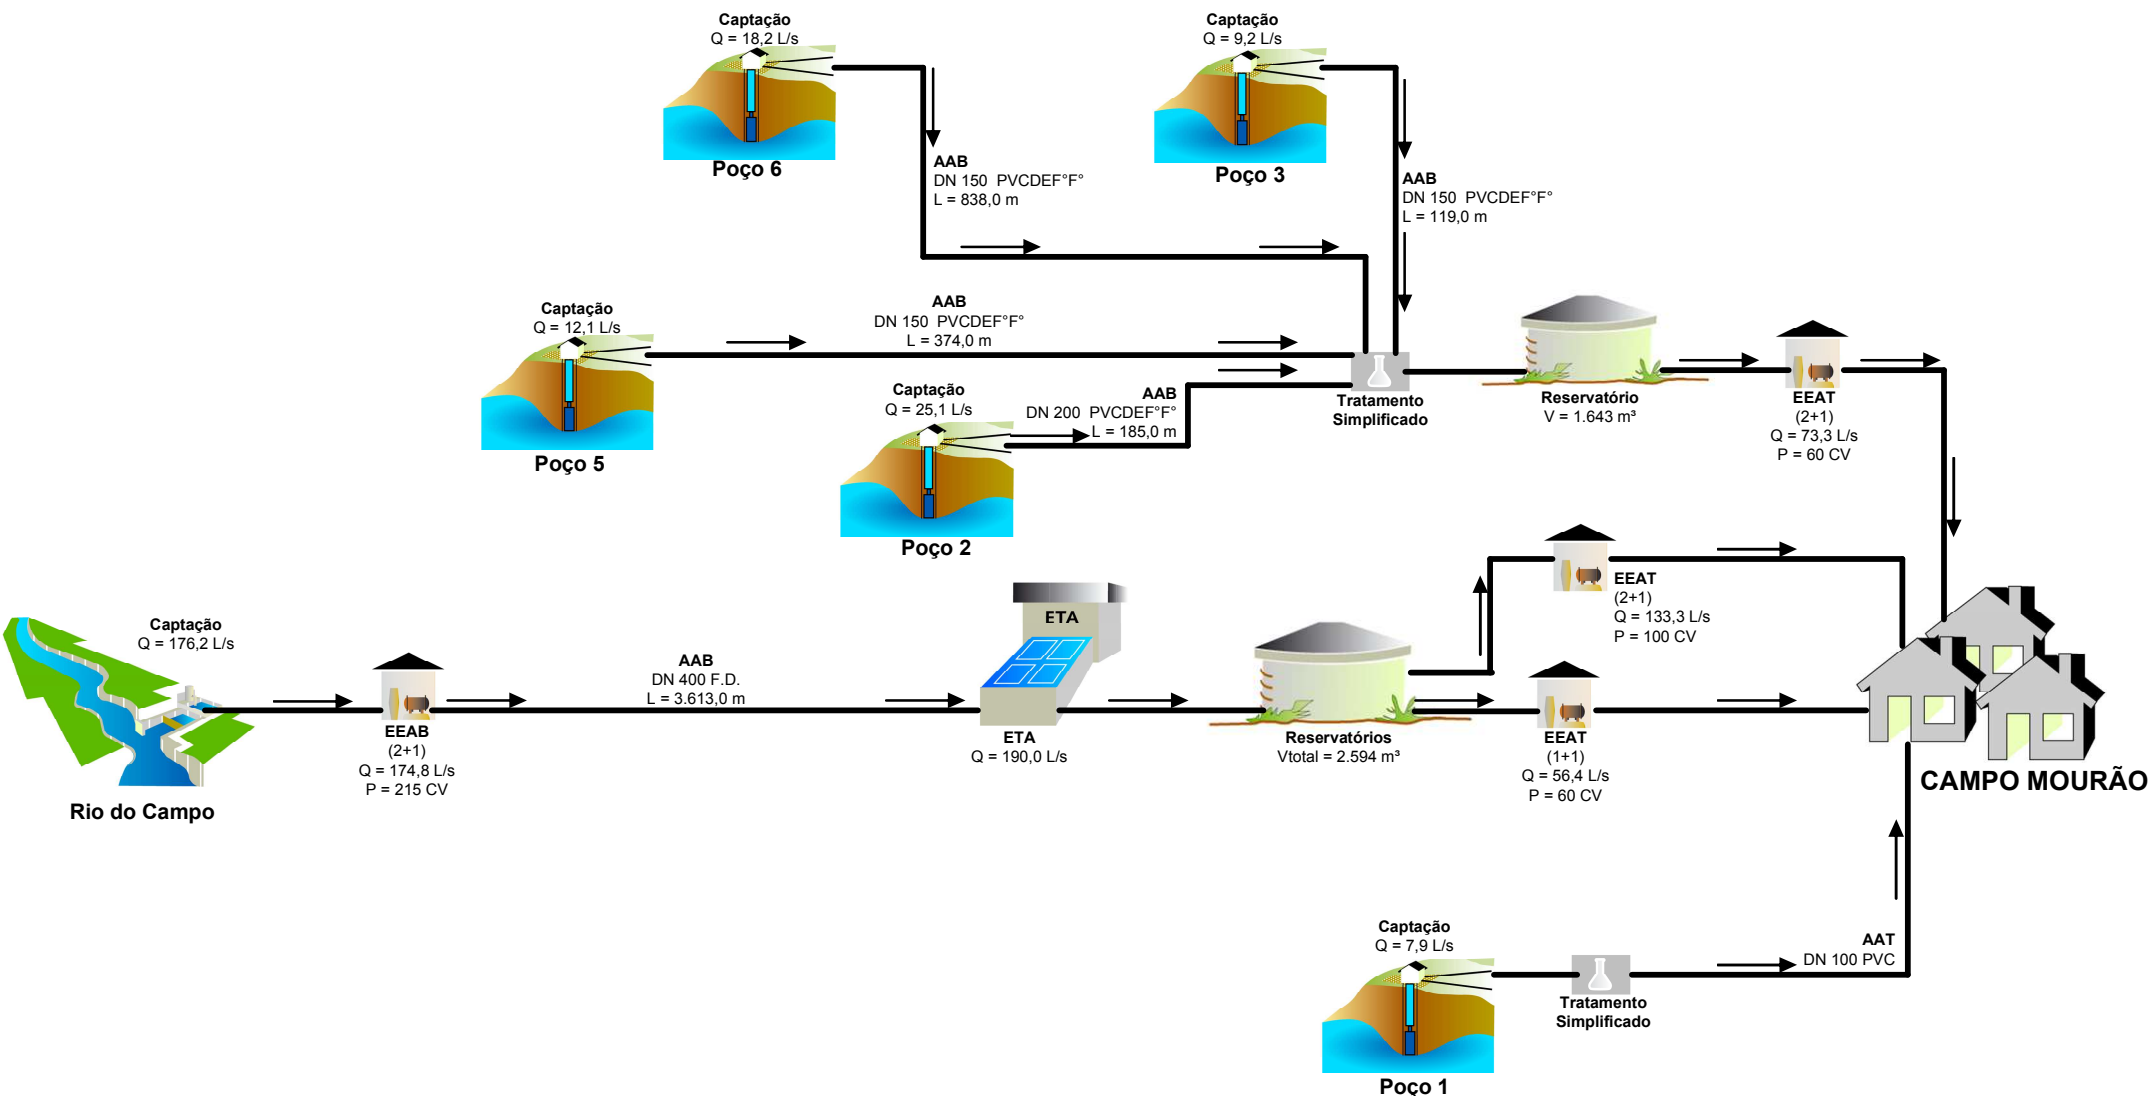 Captação
Q = 18,2 L/s
Poço 6
AAB
DN 150  PVCDEF°F°
L = 838,0 m
Captação
Q = 9,2 L/s
Poço 3
AAB
DN 150  PVCDEF°F°
L = 119,0 m
Captação
Q = 12,1 L/s
Poço 5
AAB
DN 150  PVCDEF°F°
L = 374,0 m
Captação
Q = 25,1 L/s
Poço 2
AAB
DN 200  PVCDEF°F°
L = 185,0 m
Tratamento
Simplificado
Reservatório
V = 1.643 m³
EEAT
(2+1)
Q = 73,3 L/s
P = 60 CV
Captação
Q = 176,2 L/s
Rio do Campo
EEAB
(2+1)
Q = 174,8 L/s
P = 215 CV
AAB
DN 400 F.D.
L = 3.613,0 m
ETA
ETA
Q = 190,0 L/s
Reservatórios
Vtotal = 2.594 m³
EEAT
(2+1)
Q = 133,3 L/s
P = 100 CV
EEAT
(1+1)
Q = 56,4 L/s
P = 60 CV
CAMPO MOURÃO
Captação
Q = 7,9 L/s
Poço 1
Tratamento
Simplificado
AAT
DN 100 PVC